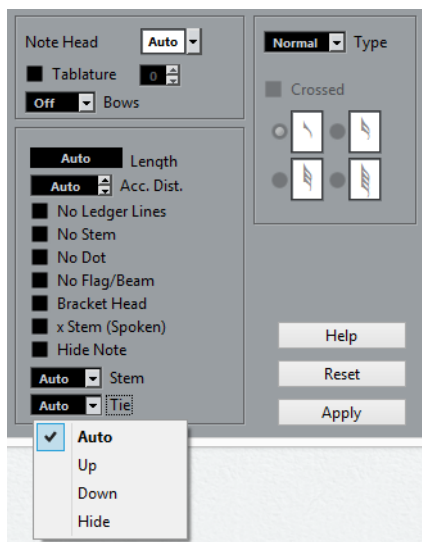 Note Head Auto
Tablature 0
Off Bows
Auto Length
Auto Acc. Dist.
No Ledger Lines
No Stem
No Dot
No Flag/Beam
Bracket Head
x Stem (Spoken)
Hide Note
Auto Stem
Auto Tie
Auto
Up
Down
Hide
Normal Type
Crossed
Help
Reset
Apply